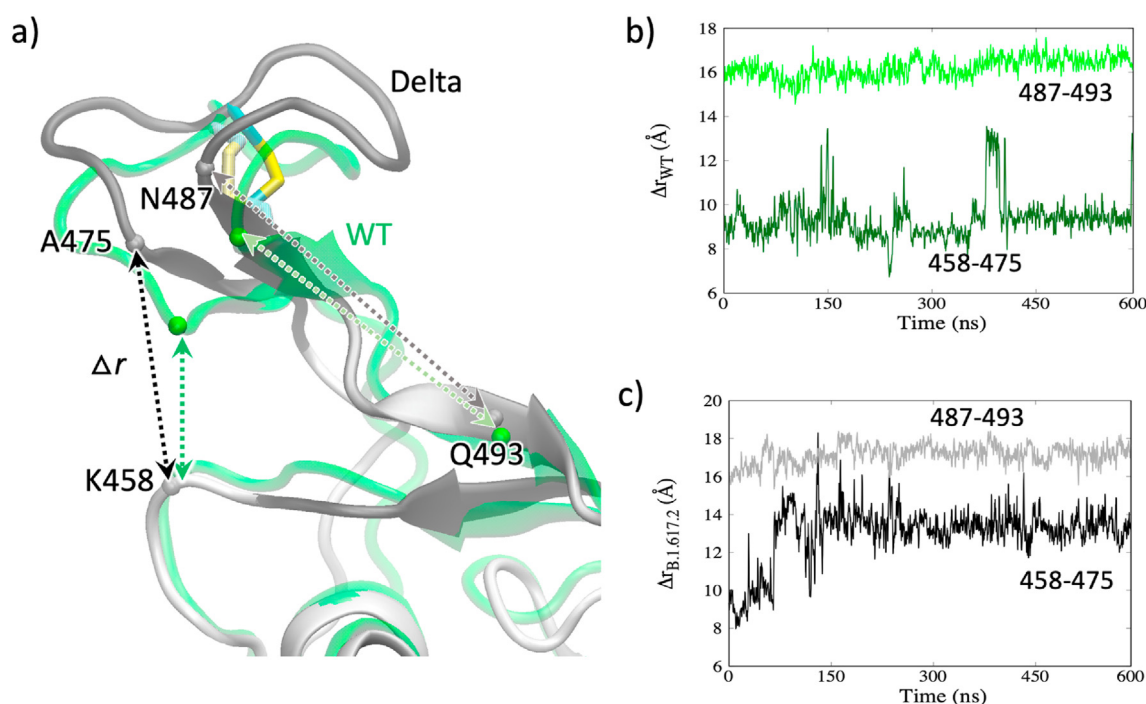 a)
Delta
N487
A475
WT
Δr
K458
Q493
b)
18
16
14
12
10
8
6
ΔrWT (Å)
487-493
458-475
0
150
300
450
600
Time (ns)
c)
20
18
16
14
12
10
8
6
ΔrB.1.617.2 (Å)
487-493
458-475
0
150
300
450
600
Time (ns)